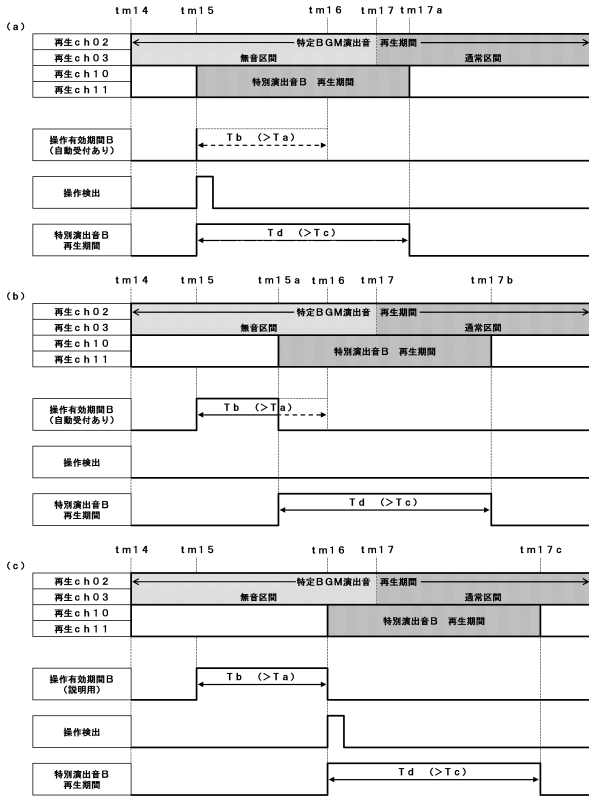 tm14 tm15 tm16 tm17 tm17a
(a)
再生ch02 特定BGM演出音 再生期間
再生ch03 無音区間 通常区間
再生ch10 特別演出音B 再生期間
再生ch11
操作有効期間B
(自動受付あり)
Tb (>Ta)
操作検出
特別演出音B
再生期間
Td (>Tc)
tm14 tm15 tm15a tm16 tm17 tm17b
(b)
再生ch02 特定BGM演出音 再生期間
再生ch03 無音区間 通常区間
再生ch10 特別演出音B 再生期間
再生ch11
操作有効期間B
(自動受付あり)
Tb (>Ta)
操作検出
特別演出音B
再生期間
Td (>Tc)
tm14 tm15 tm16 tm17 tm17c
(c)
再生ch02 特定BGM演出音 再生期間
再生ch03 無音区間 通常区間
再生ch10 特別演出音B 再生期間
再生ch11
操作有効期間B
(説明用)
Tb (>Ta)
操作検出
特別演出音B
再生期間
Td (>Tc)